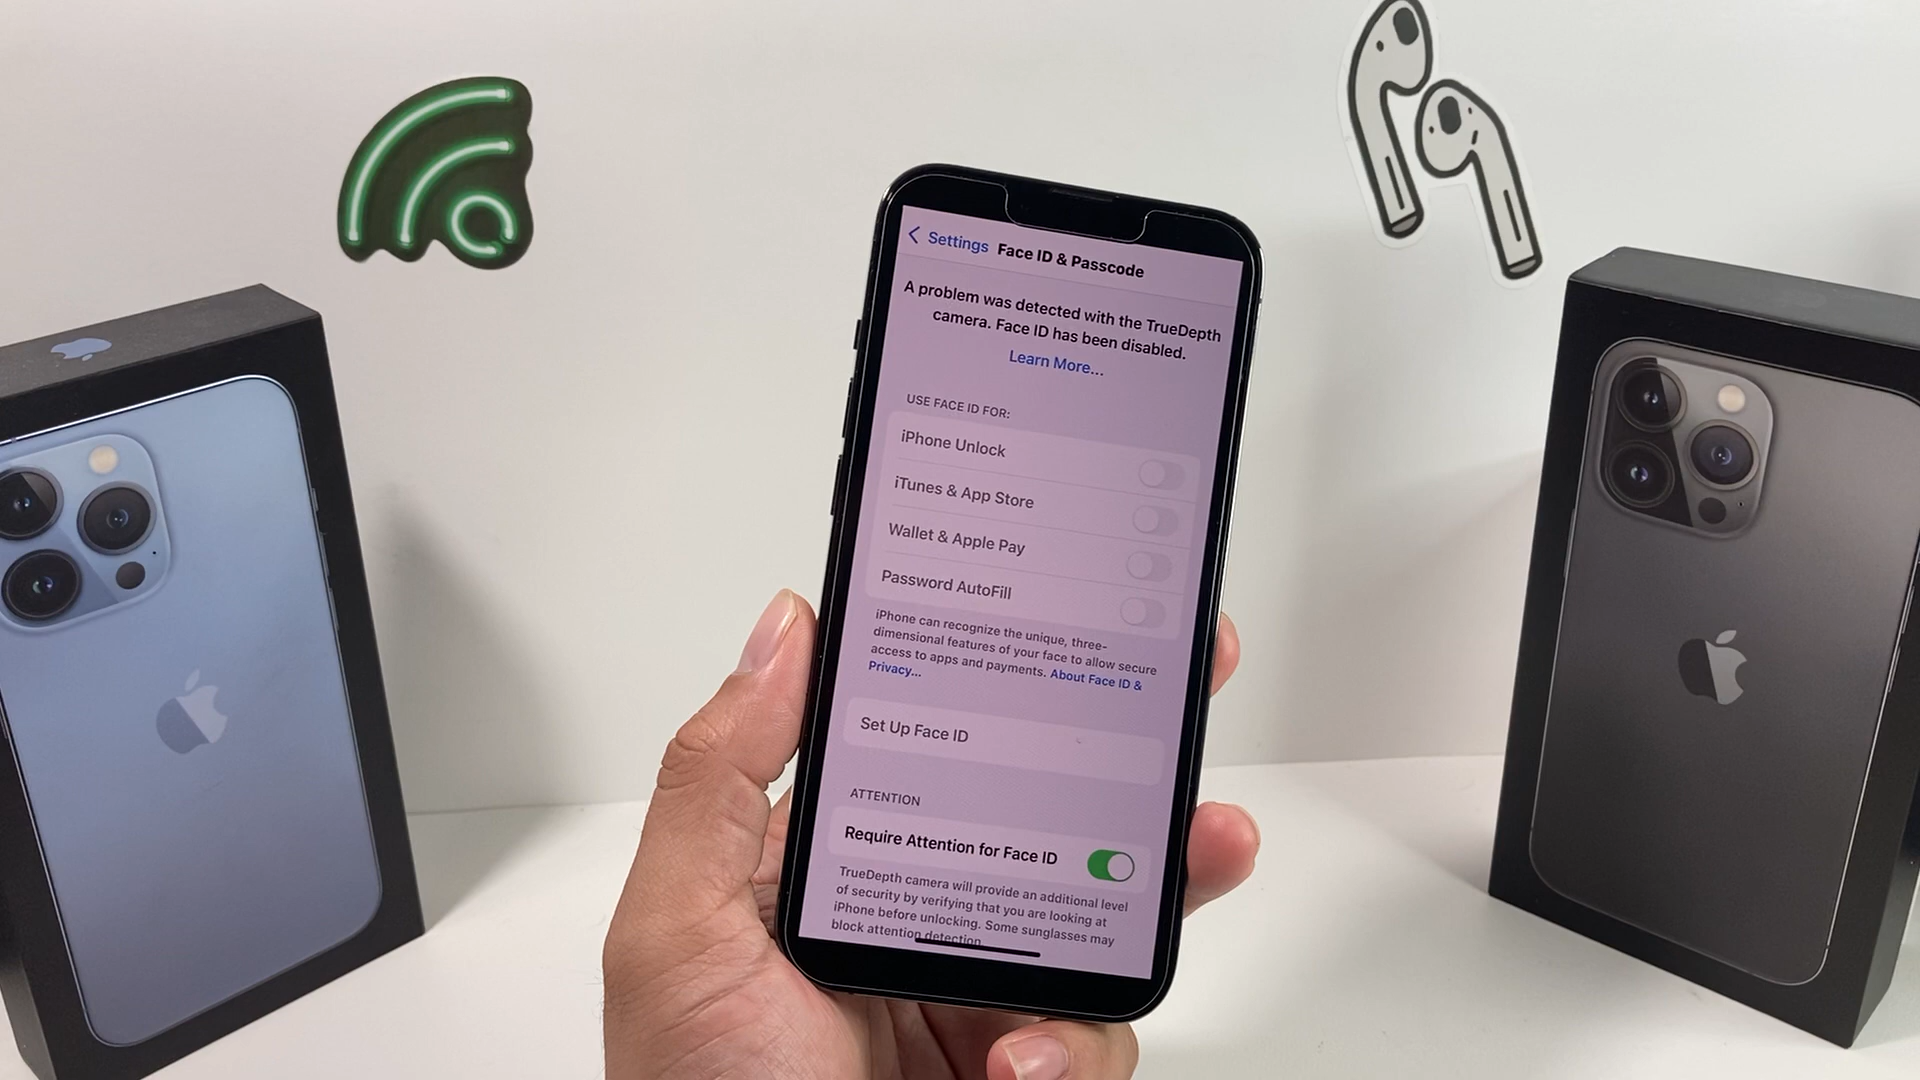 Settings Face ID & Passcode
A problem was detected with the TrueDepth
camera. Face ID has been disabled.
Learn More...
USE FACE ID FOR:
iPhone Unlock
iTunes & App Store
Wallet & Apple Pay
Password AutoFill
iPhone can recognize the unique, three-
dimensional features of your face to allow secure
access to apps and payments. About Face ID &
Privacy...
Set Up Face ID
ATTENTION
Require Attention for Face ID
TrueDepth camera will provide an additional level
of security by verifying that you are looking at
iPhone before unlocking. Some sunglasses may
block attention detection.